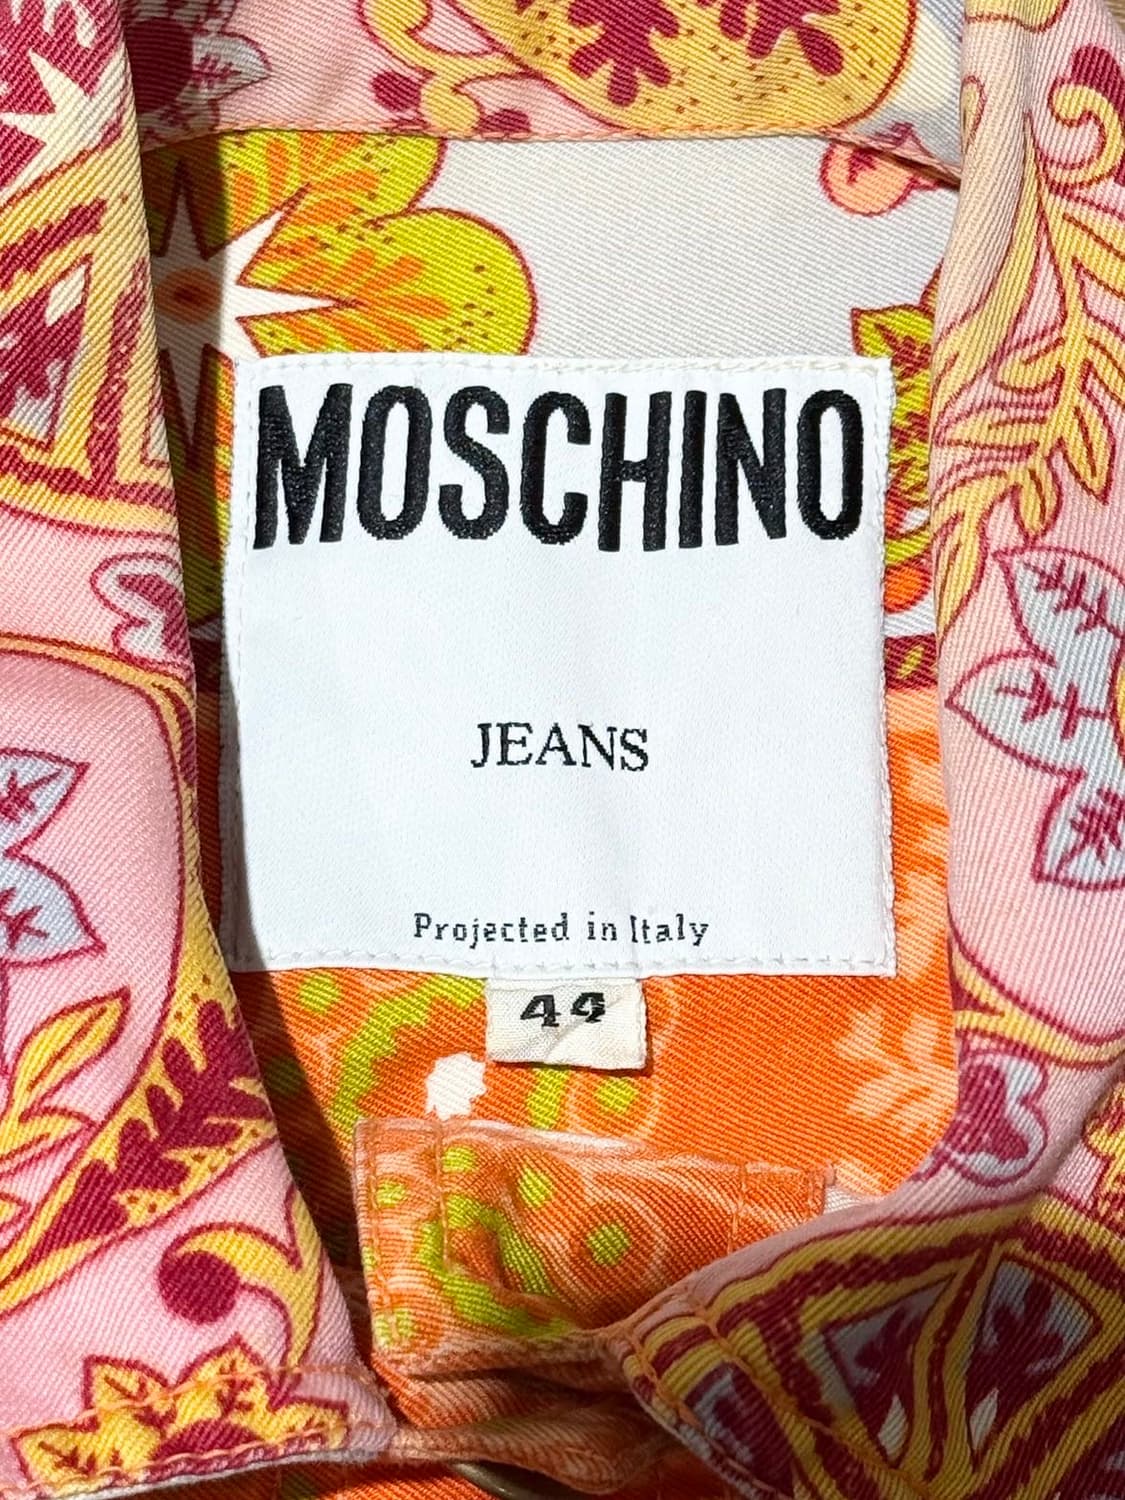 MOSCHINO
JEANS
Projected in Italy
44